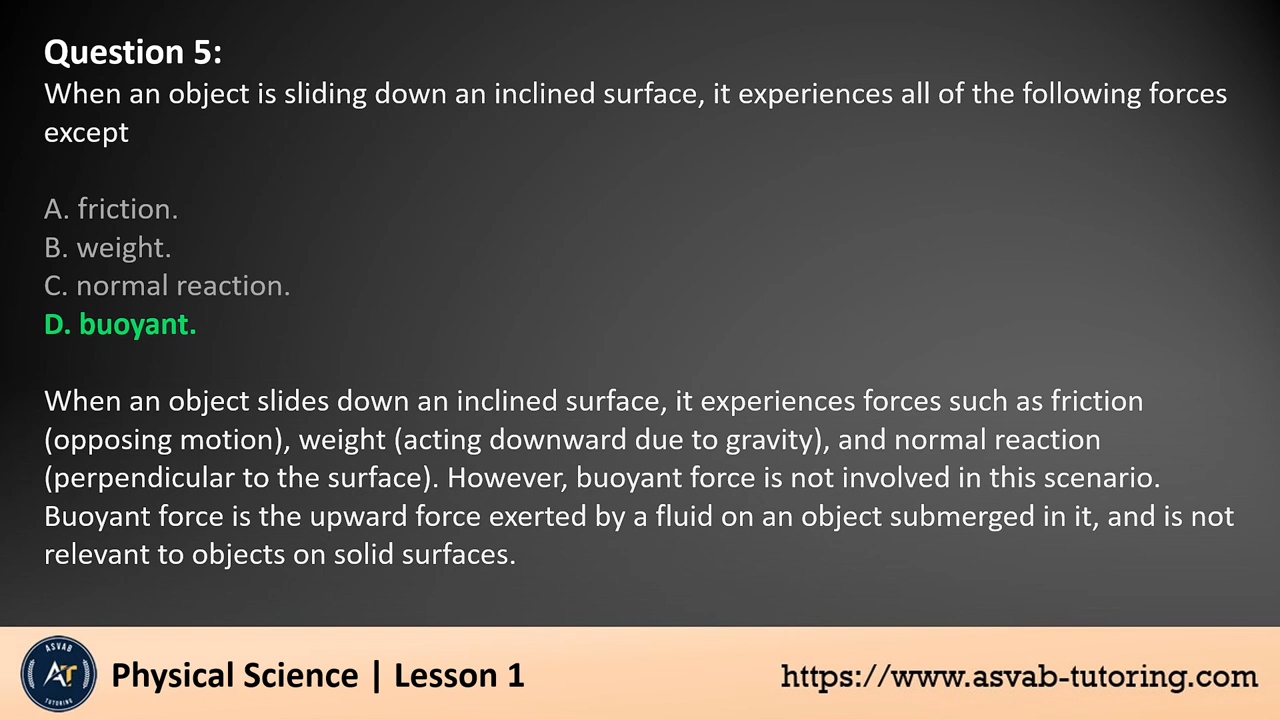 Question 5:
When an object is sliding down an inclined surface, it experiences all of the following forces
except
A. friction.
B. weight.
C. normal reaction.
D. buoyant.
When an object slides down an inclined surface, it experiences forces such as friction
(opposing motion), weight (acting downward due to gravity), and normal reaction
(perpendicular to the surface). However, buoyant force is not involved in this scenario.
Buoyant force is the upward force exerted by a fluid on an object submerged in it, and is not
relevant to objects on solid surfaces.
ASVAB
AT
TUTORING
Physical Science | Lesson 1
https://www.asvab-tutoring.com